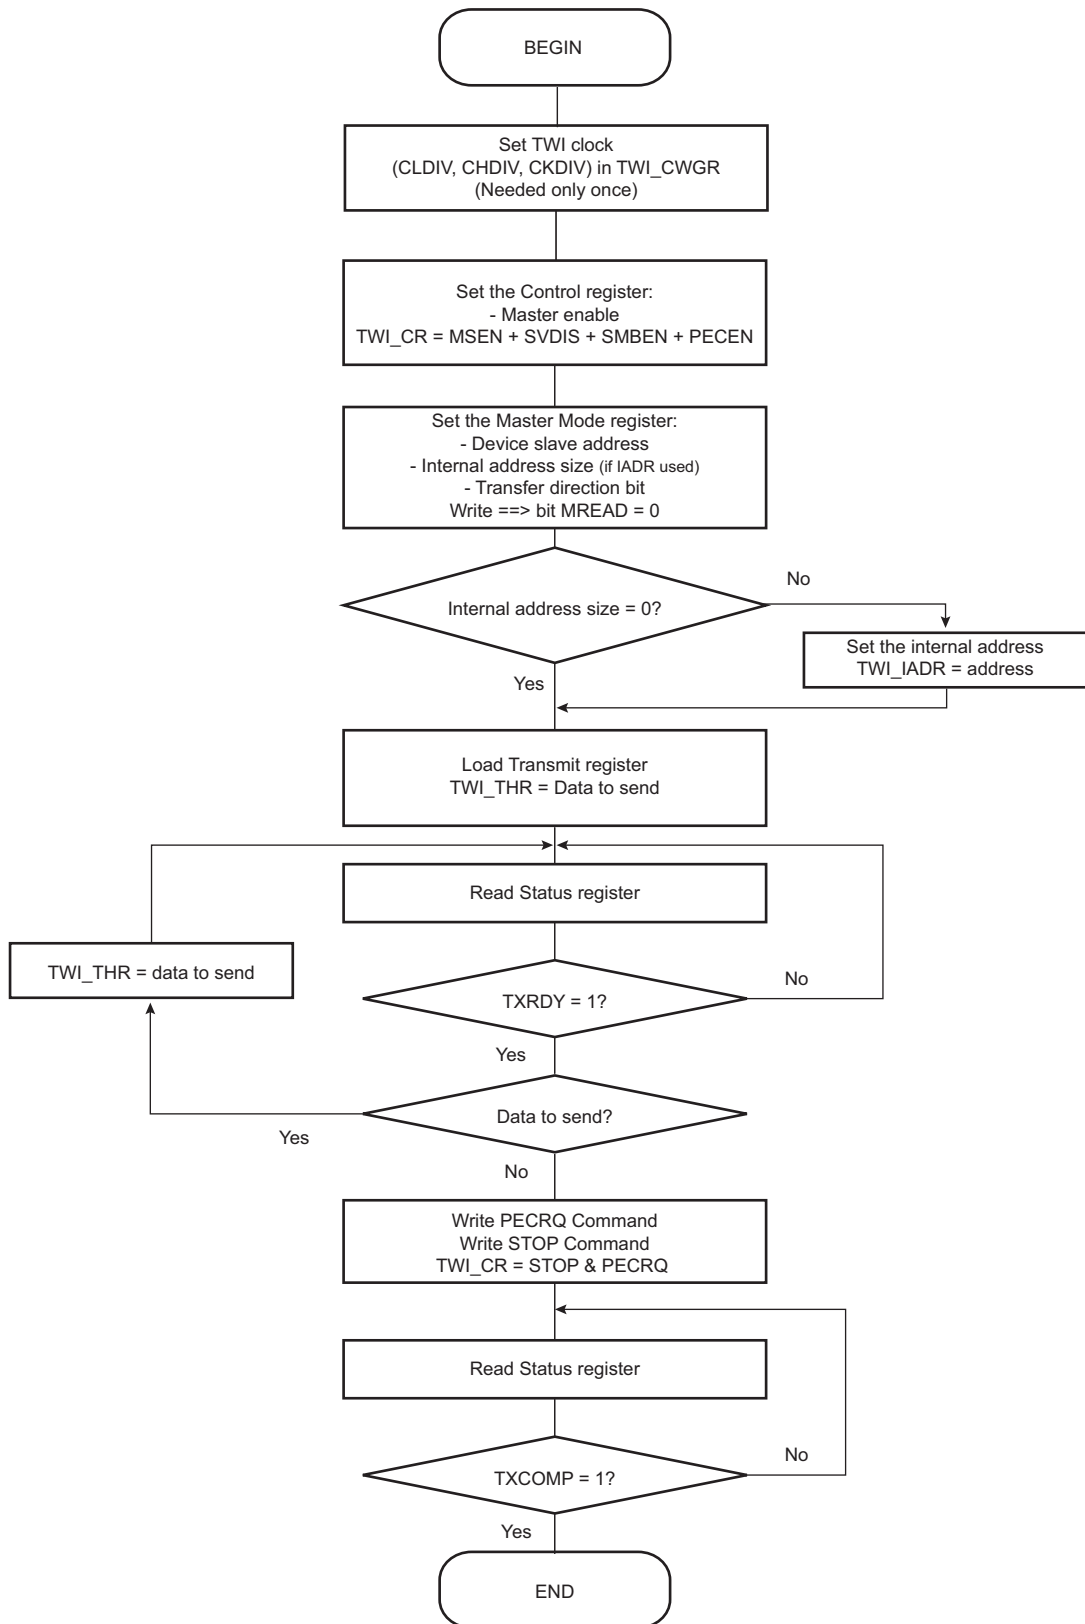 BEGIN
Set TWI clock
(CLDIV, CHDIV, CKDIV) in TWI_CWGR
(Needed only once)
Set the Control register:
- Master enable
TWI_CR = MSEN + SVDIS + SMBEN + PECEN
Set the Master Mode register:
- Device slave address
- Internal address size (if IADR used)
- Transfer direction bit
Write ==> bit MREAD = 0
Internal address size = 0?
No
Set the internal address
TWI_IADR = address
Yes
Load Transmit register
TWI_THR = Data to send
Read Status register
TWI_THR = data to send
TXRDY = 1?
No
Yes
Data to send?
Yes
No
Write PECRQ Command
Write STOP Command
TWI_CR = STOP & PECRQ
Read Status register
TXCOMP = 1?
No
Yes
END